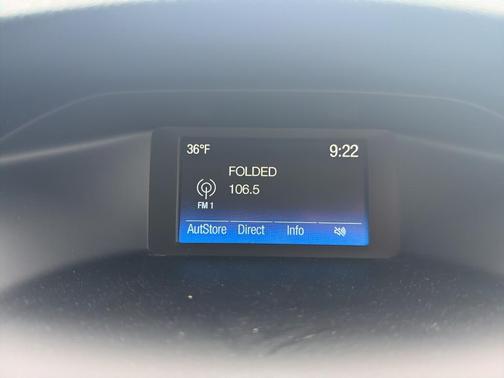 36°F 9:22
FOLDED
106.5
FM 1
AutStore Direct Info